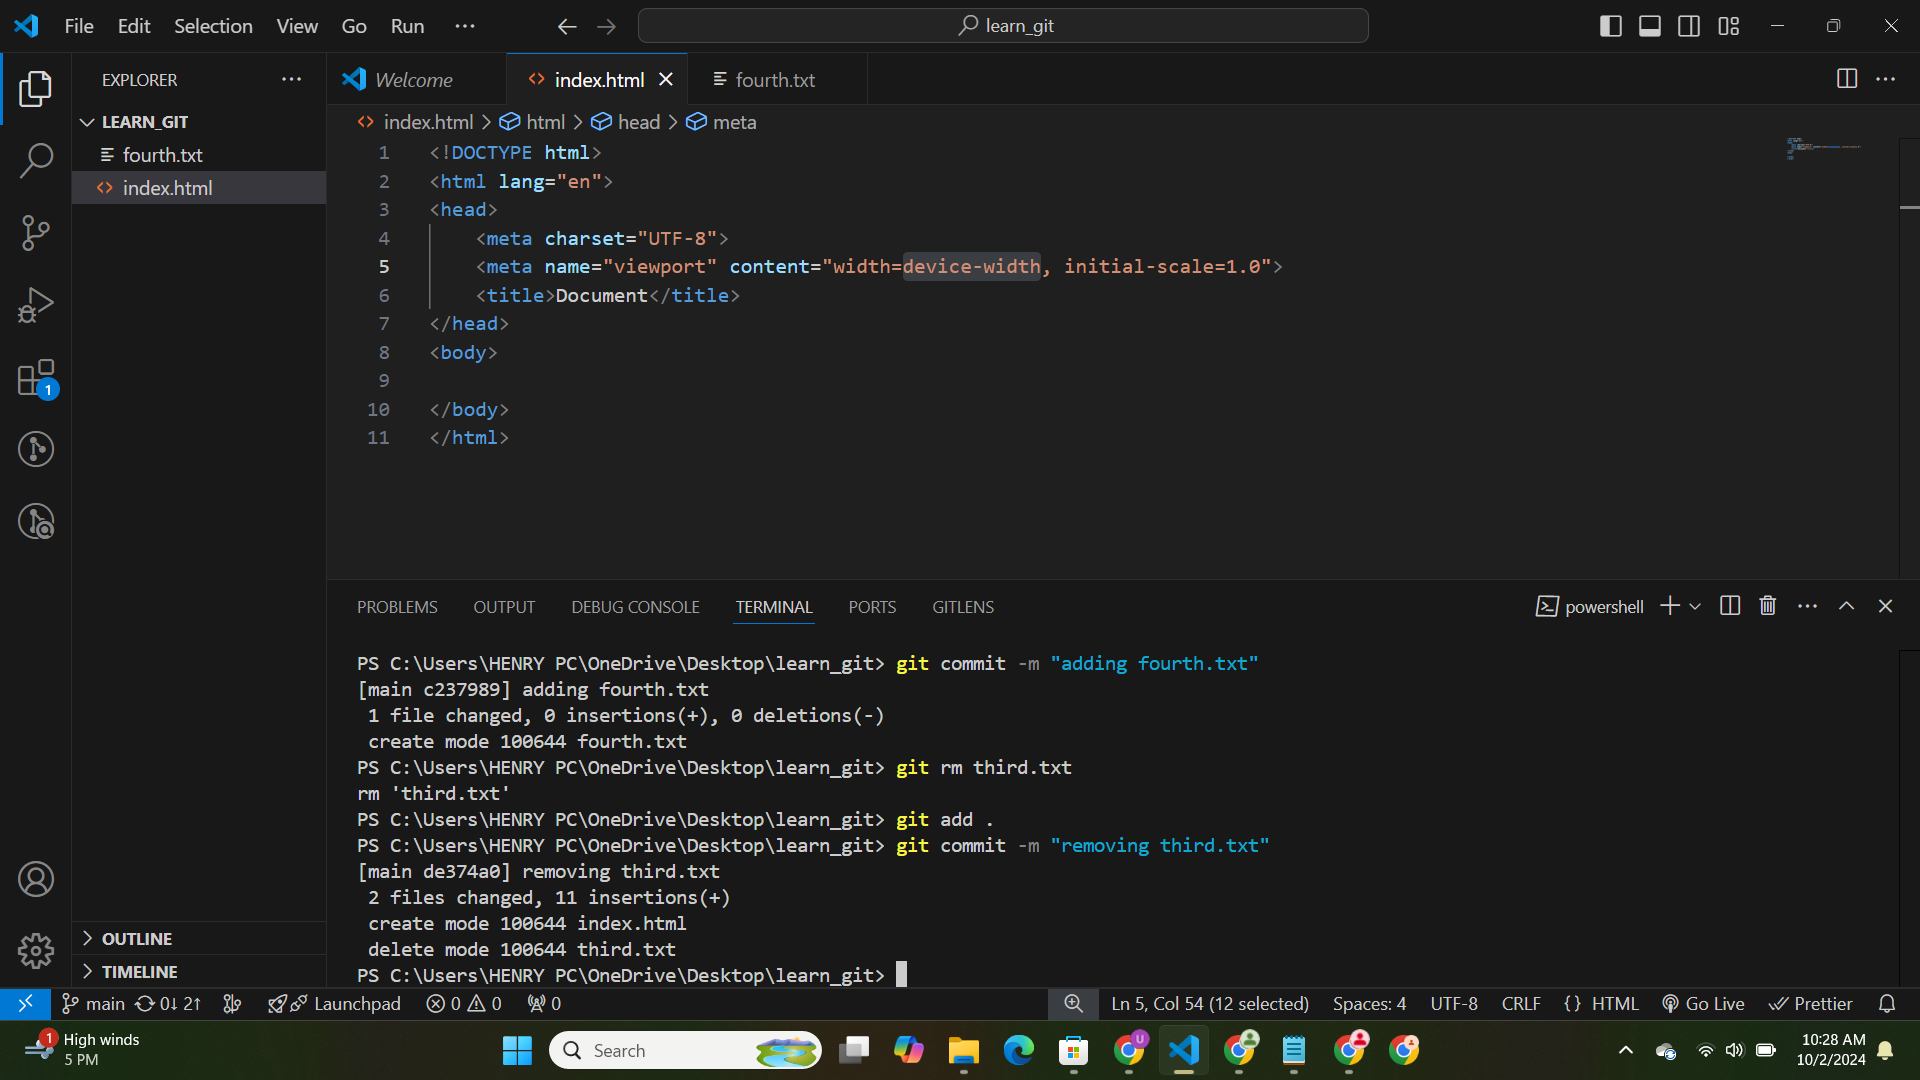 File Edit Selection View Go Run ··· learn_git
EXPLORER ···
Welcome index.html fourth.txt
LEARN_GIT
fourth.txt
index.html
index.html > html > head > meta
1 <!DOCTYPE html>
2 <html lang="en">
3 <head>
4 <meta charset="UTF-8">
5 <meta name="viewport" content="width=device-width, initial-scale=1.0">
6 <title>Document</title>
7 </head>
8 <body>
9
10 </body>
11 </html>
1
PROBLEMS OUTPUT DEBUG CONSOLE TERMINAL PORTS GITLENS powershell
PS C:\Users\HENRY PC\OneDrive\Desktop\learn_git> git commit -m "adding fourth.txt"
[main c237989] adding fourth.txt
1 file changed, 0 insertions(+), 0 deletions(-)
create mode 100644 fourth.txt
PS C:\Users\HENRY PC\OneDrive\Desktop\learn_git> git rm third.txt
rm 'third.txt'
PS C:\Users\HENRY PC\OneDrive\Desktop\learn_git> git add .
PS C:\Users\HENRY PC\OneDrive\Desktop\learn_git> git commit -m "removing third.txt"
[main de374a0] removing third.txt
2 files changed, 11 insertions(+)
create mode 100644 index.html
delete mode 100644 third.txt
PS C:\Users\HENRY PC\OneDrive\Desktop\learn_git>
OUTLINE
TIMELINE
main 0↓ 2↑ Launchpad 0 0 0 Ln 5, Col 54 (12 selected) Spaces: 4 UTF-8 CRLF {} HTML Go Live Prettier
1 High winds
5 PM
Search
U
10:28 AM
10/2/2024